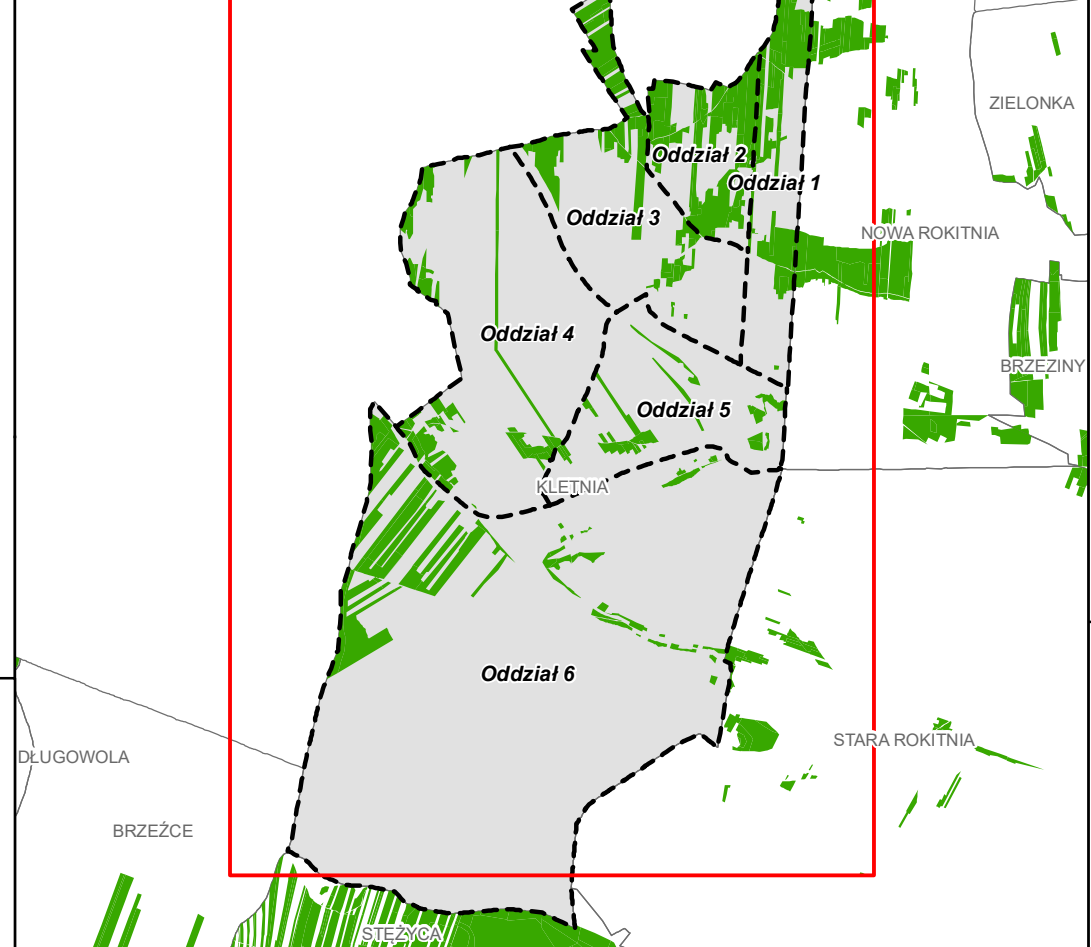 ZIELONKA
Oddział 2
Oddział 1
Oddział 3
NOWA ROKITNIA
Oddział 4
BRZEZINY
Oddział 5
KLETNIA
Oddział 6
STARA ROKITNIA
DŁUGOWOLA
BRZEŹCE
STĘŻYCA